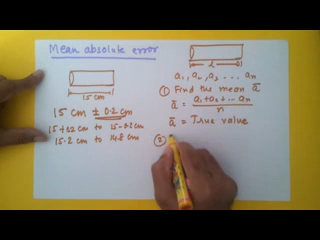 Mean absolute error
15 cm
15 cm ± 0.2 cm
15+0.2 cm to 15-0.2cm
15.2 cm to 14.8 cm
l
a₁, a₂, a₃ ... aₙ
① Find the mean ā
ā = a₁+a₂+...aₙ / n
ā = True value
②